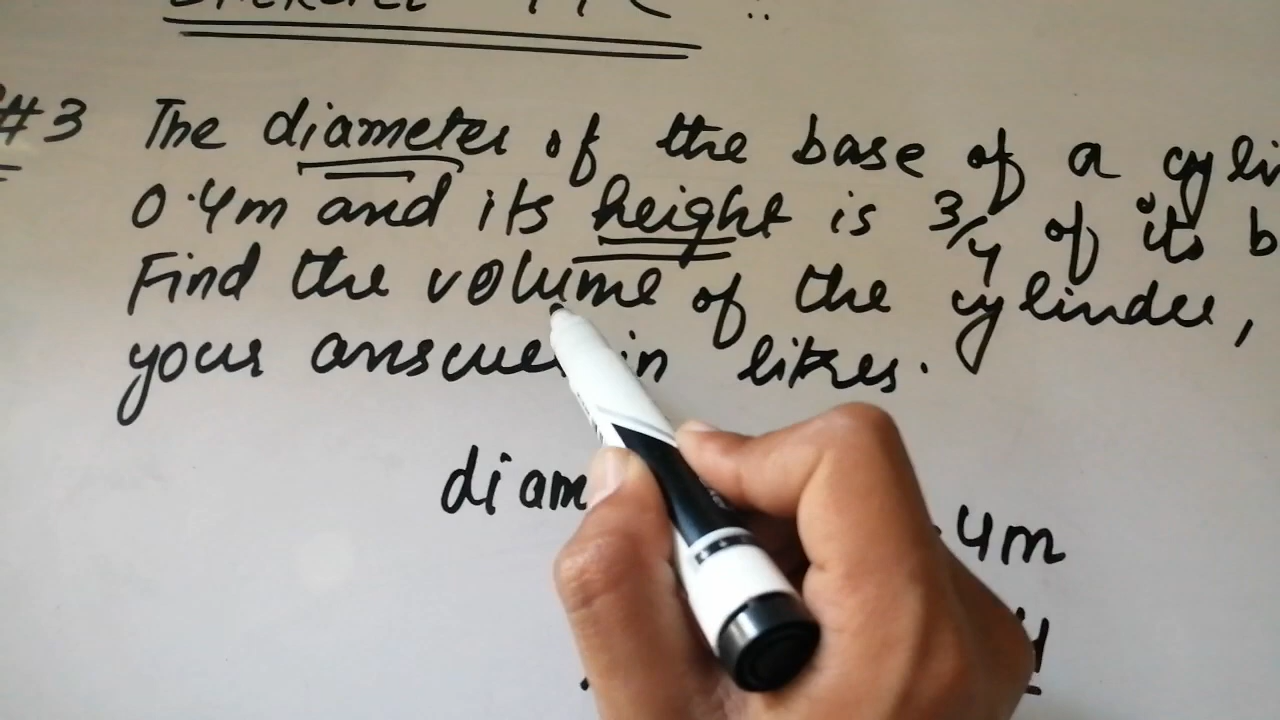 #3 The diameter of the base of a cyli
0.4m and its height is 3/4 of its b
Find the volume of the cylinder,
your answer in litres.
diam .4m